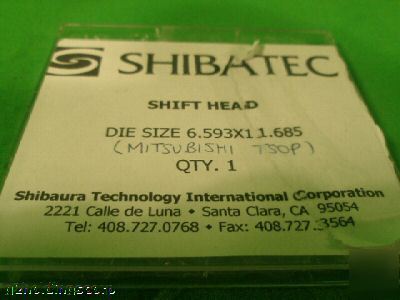 SHIBATEC
SHIFT HEAD
DIE SIZE 6.593X11.685
(MITSUBISHI 730P)
QTY. 1
Shibaura Technology International Corporation
2221 Calle de Luna • Santa Clara, CA 95054
Tel: 408.727.0768 • Fax: 408.727.3564